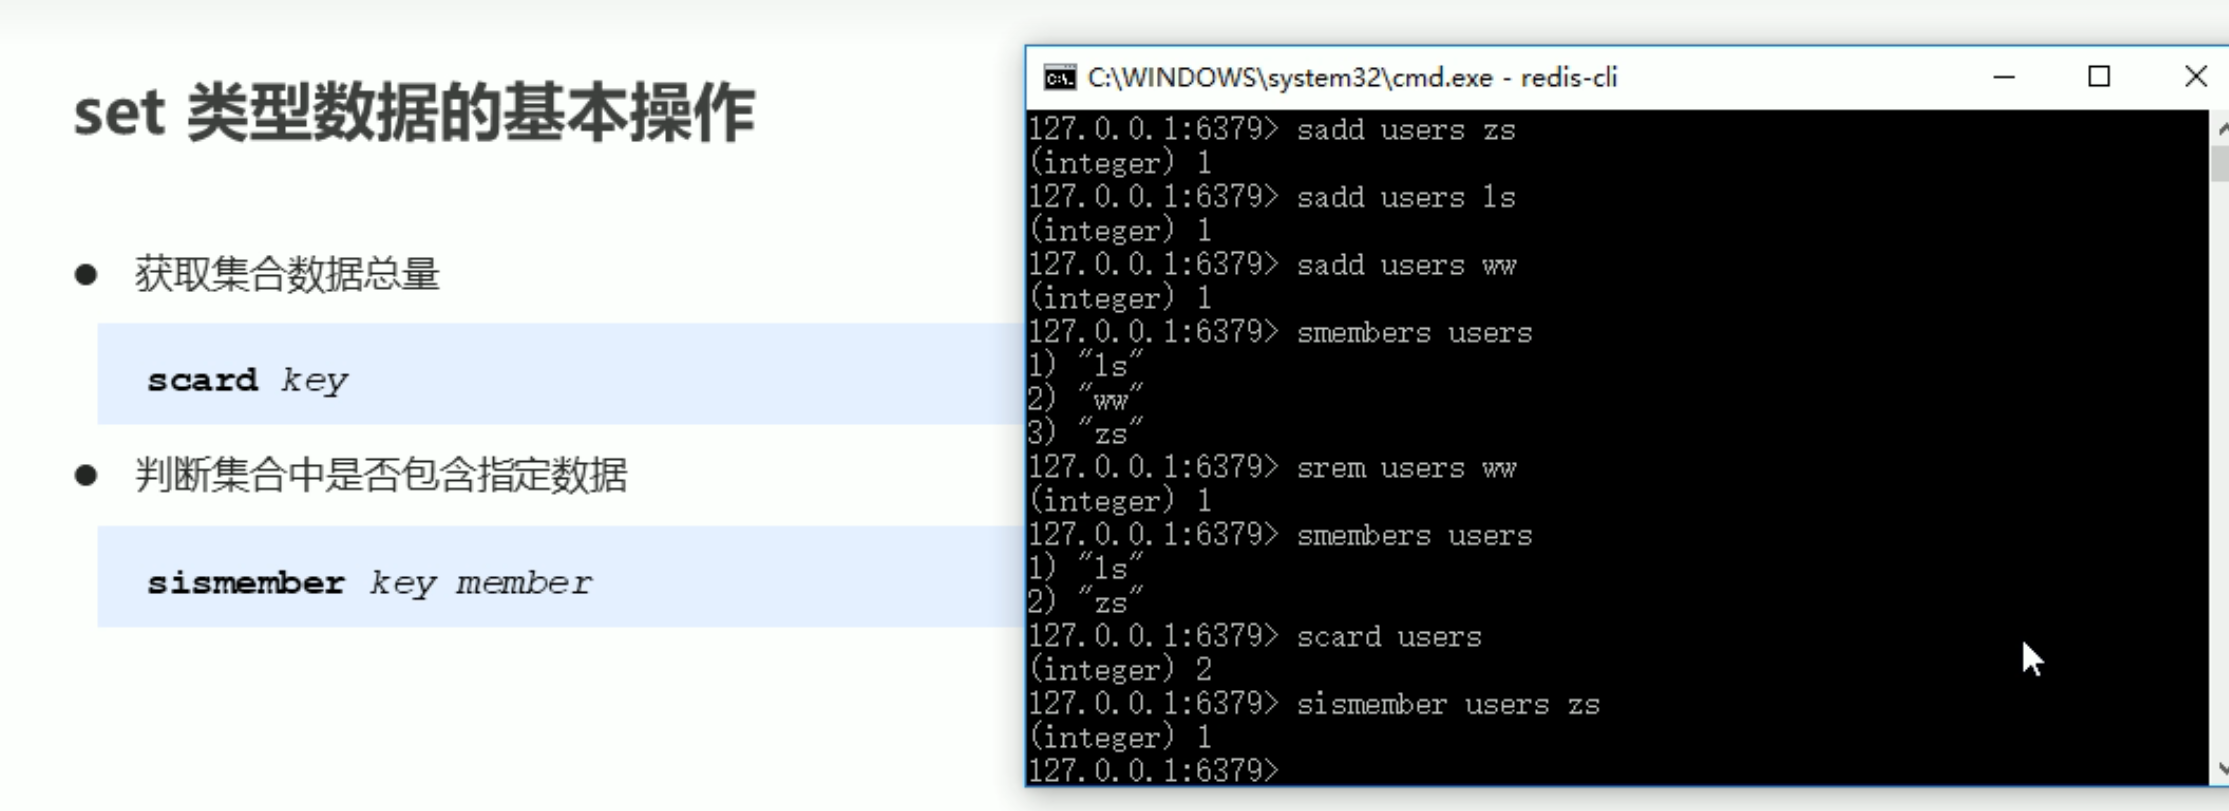 set 类型数据的基本操作
● 获取集合数据总量
scard key
● 判断集合中是否包含指定数据
sismember key member
C:\WINDOWS\system32\cmd.exe - redis-cli
127.0.0.1:6379> sadd users zs
(integer) 1
127.0.0.1:6379> sadd users ls
(integer) 1
127.0.0.1:6379> sadd users ww
(integer) 1
127.0.0.1:6379> smembers users
1) "ls"
2) "ww"
3) "zs"
127.0.0.1:6379> srem users ww
(integer) 1
127.0.0.1:6379> smembers users
1) "ls"
2) "zs"
127.0.0.1:6379> scard users
(integer) 2
127.0.0.1:6379> sismember users zs
(integer) 1
127.0.0.1:6379>